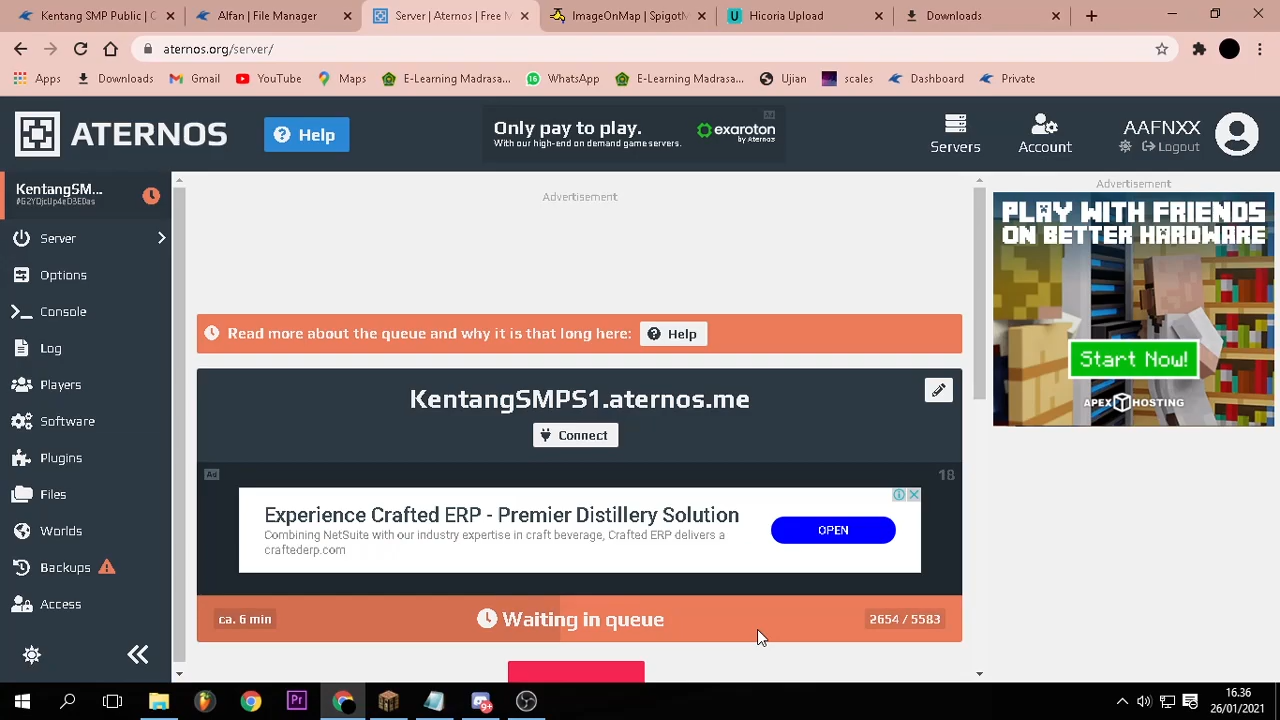 Kentang SMP Public | C
Alfan | File Manager
Server | Aternos | Free M
ImageOnMap | SpigotM
Hicoria Upload
Downloads
aternos.org/server/
Apps
Downloads
Gmail
YouTube
Maps
E-Learning Madrasa...
WhatsApp
E-Learning Madrasa...
Ujian
scales
Dashboard
Private
ATERNOS
Help
Only pay to play.
With our high-end on demand game servers.
Ad
exaroton
by Aternos
Servers
Account
AAFNXX
Logout
KentangSM...
Server
Options
Console
Log
Players
Software
Plugins
Files
Worlds
Backups
Access
Advertisement
Read more about the queue and why it is that long here:
Help
KentangSMPS1.aternos.me
Connect
Ad
18
Experience Crafted ERP - Premier Distillery Solution
Combining NetSuite with our industry expertise in craft beverage, Crafted ERP delivers a
craftederp.com
OPEN
ca. 6 min
Waiting in queue
2654 / 5583
Advertisement
PLAY WITH FRIENDS
ON BETTER HARDWARE
Start Now!
APEX HOSTING
Pr
9+
16.36
26/01/2021